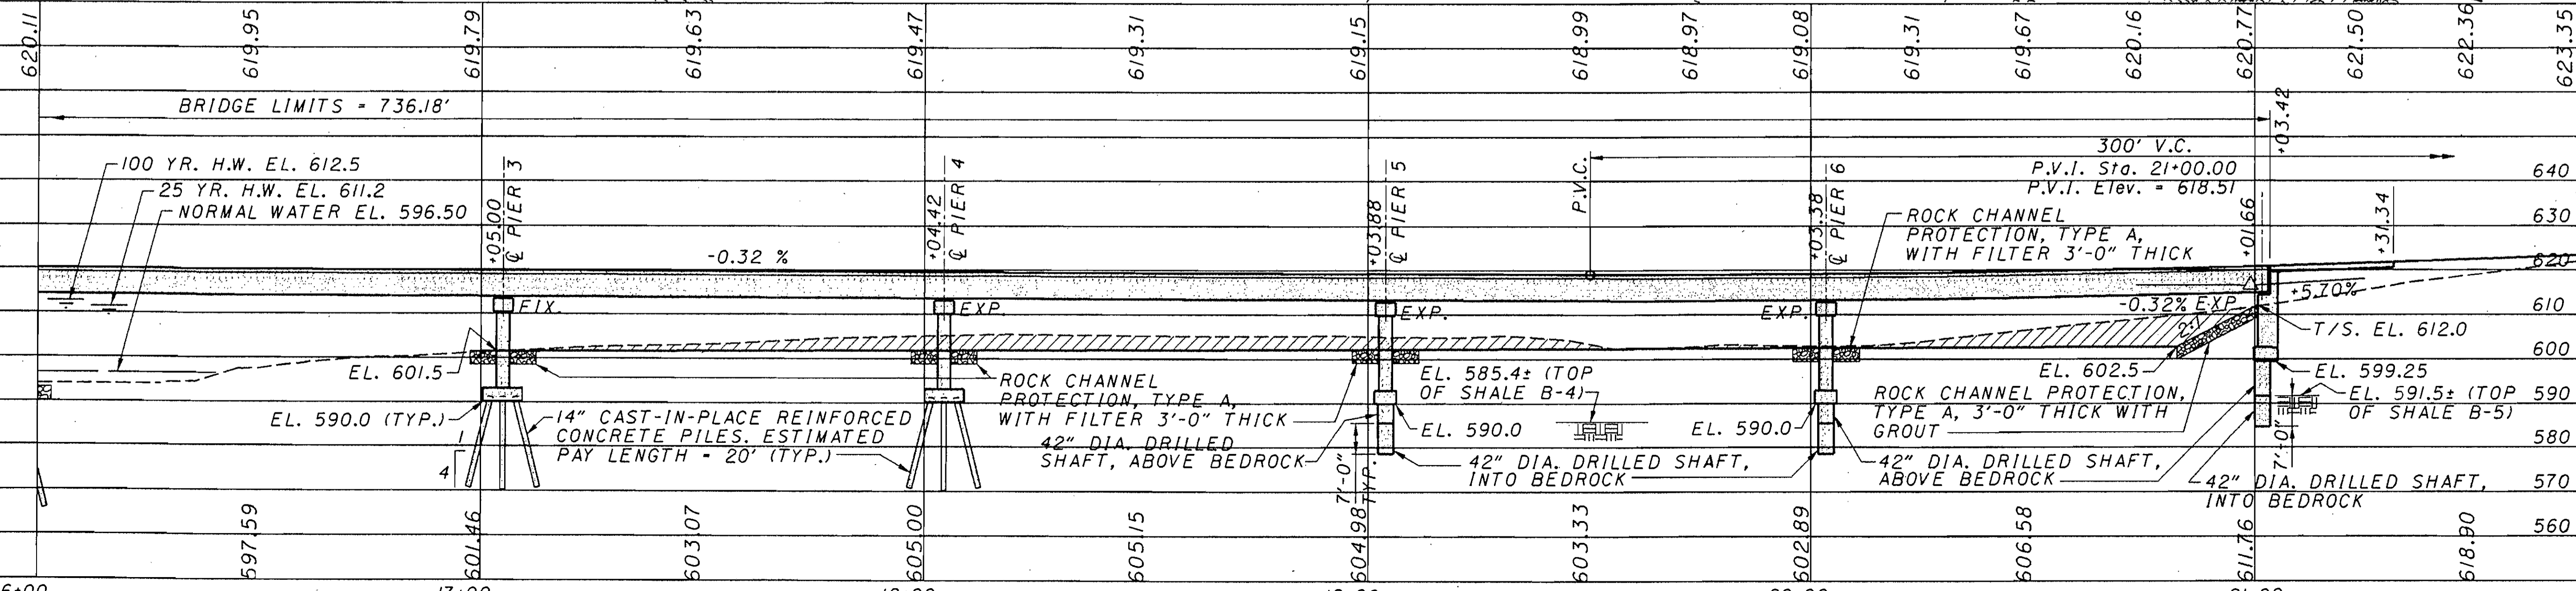 620.11
619.95
619.79
619.63
619.47
619.31
619.15
618.99
618.97
619.08
619.31
619.67
620.16
620.77
621.50
622.36
623.35
BRIDGE LIMITS = 736.18'
+03.42
100 YR. H.W. EL. 612.5
25 YR. H.W. EL. 611.2
NORMAL WATER EL. 596.50
+05.00
℄ PIER 3
+04.42
℄ PIER 4
+03.88
℄ PIER 5
P.V.C.
+03.38
℄ PIER 6
300' V.C.
P.V.I. Sta. 21+00.00
P.V.I. Elev. = 618.51
+01.66
+31.34
640
630
620
610
600
590
580
570
560
-0.32 %
ROCK CHANNEL
PROTECTION, TYPE A,
WITH FILTER 3'-0" THICK
FIX.
EXP.
EXP.
EXP.
-0.32% EXP.
+5.70%
2:1
T/S. EL. 612.0
EL. 601.5
EL. 602.5
EL. 599.25
EL. 590.0 (TYP.)
1
4
14" CAST-IN-PLACE REINFORCED
CONCRETE PILES. ESTIMATED
PAY LENGTH = 20' (TYP.)
ROCK CHANNEL
PROTECTION, TYPE A,
WITH FILTER 3'-0" THICK
42" DIA. DRILLED
SHAFT, ABOVE BEDROCK
EL. 585.4± (TOP
OF SHALE B-4)
EL. 590.0
7'-0"
TYP.
42" DIA. DRILLED SHAFT,
INTO BEDROCK
EL. 590.0
ROCK CHANNEL PROTECTION,
TYPE A, 3'-0" THICK WITH
GROUT
42" DIA. DRILLED SHAFT,
ABOVE BEDROCK
EL. 591.5± (TOP
OF SHALE B-5)
7'-0"
42" DIA. DRILLED SHAFT,
INTO BEDROCK
597.59
601.46
603.07
605.00
605.15
604.98
603.33
602.89
606.58
611.76
618.90